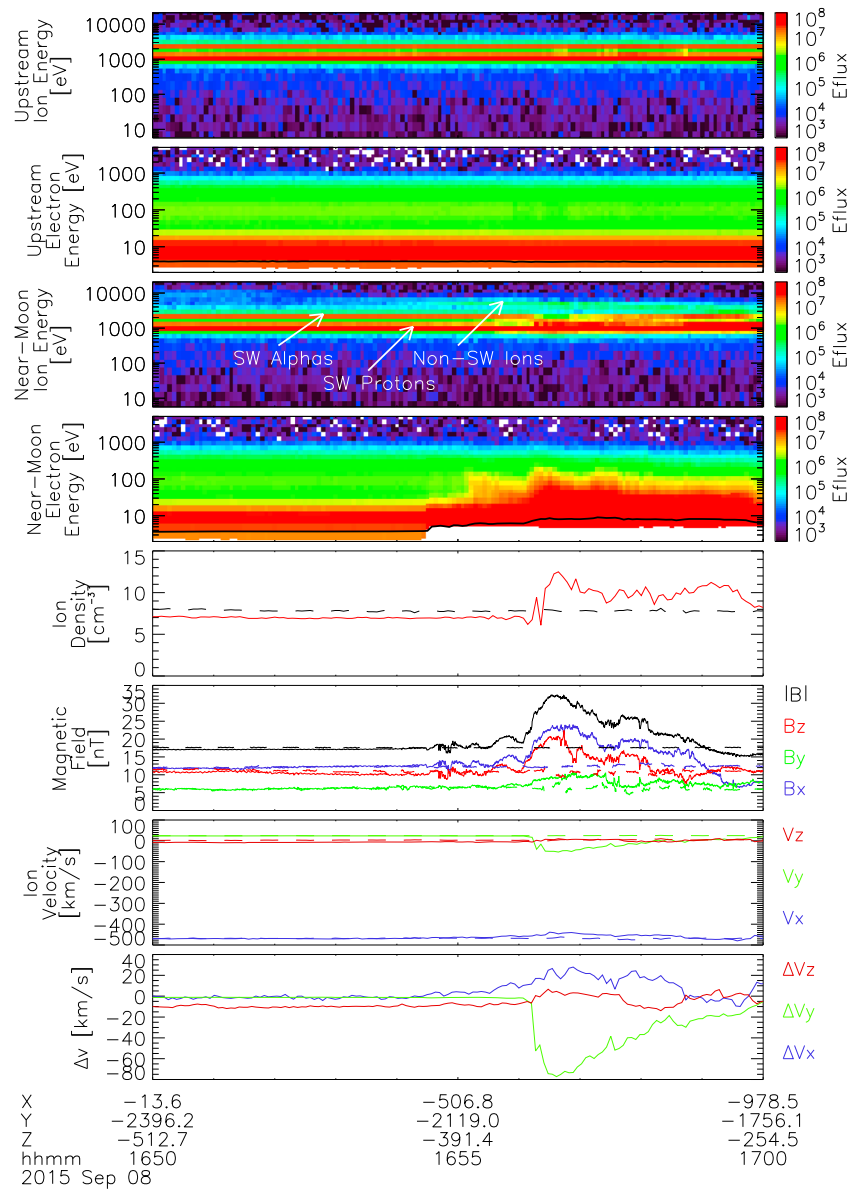 Upstream
Ion Energy
[eV]
10000
1000
100
10
10^8
10^7
10^6
10^5
10^4
10^3
Eflux
Upstream
Electron
Energy [eV]
1000
100
10
10^8
10^7
10^6
10^5
10^4
10^3
Eflux
Near-Moon
Ion Energy
[eV]
10000
1000
100
10
SW Alphas
SW Protons
Non-SW Ions
10^8
10^7
10^6
10^5
10^4
10^3
Eflux
Near-Moon
Electron
Energy [eV]
1000
100
10
10^8
10^7
10^6
10^5
10^4
10^3
Eflux
Ion
Density
[cm⁻³]
15
10
5
0
Magnetic
Field
[nT]
35
30
25
20
15
10
5
0
|B|
Bz
By
Bx
Ion
Velocity
[km/s]
100
0
-100
-200
-300
-400
-500
Vz
Vy
Vx
Δv [km/s]
40
20
0
-20
-40
-60
-80
ΔVz
ΔVy
ΔVx
X -13.6 -506.8 -978.5
Y -2396.2 -2119.0 -1756.1
Z -512.7 -391.4 -254.5
hhmm 1650 1655 1700
2015 Sep 08